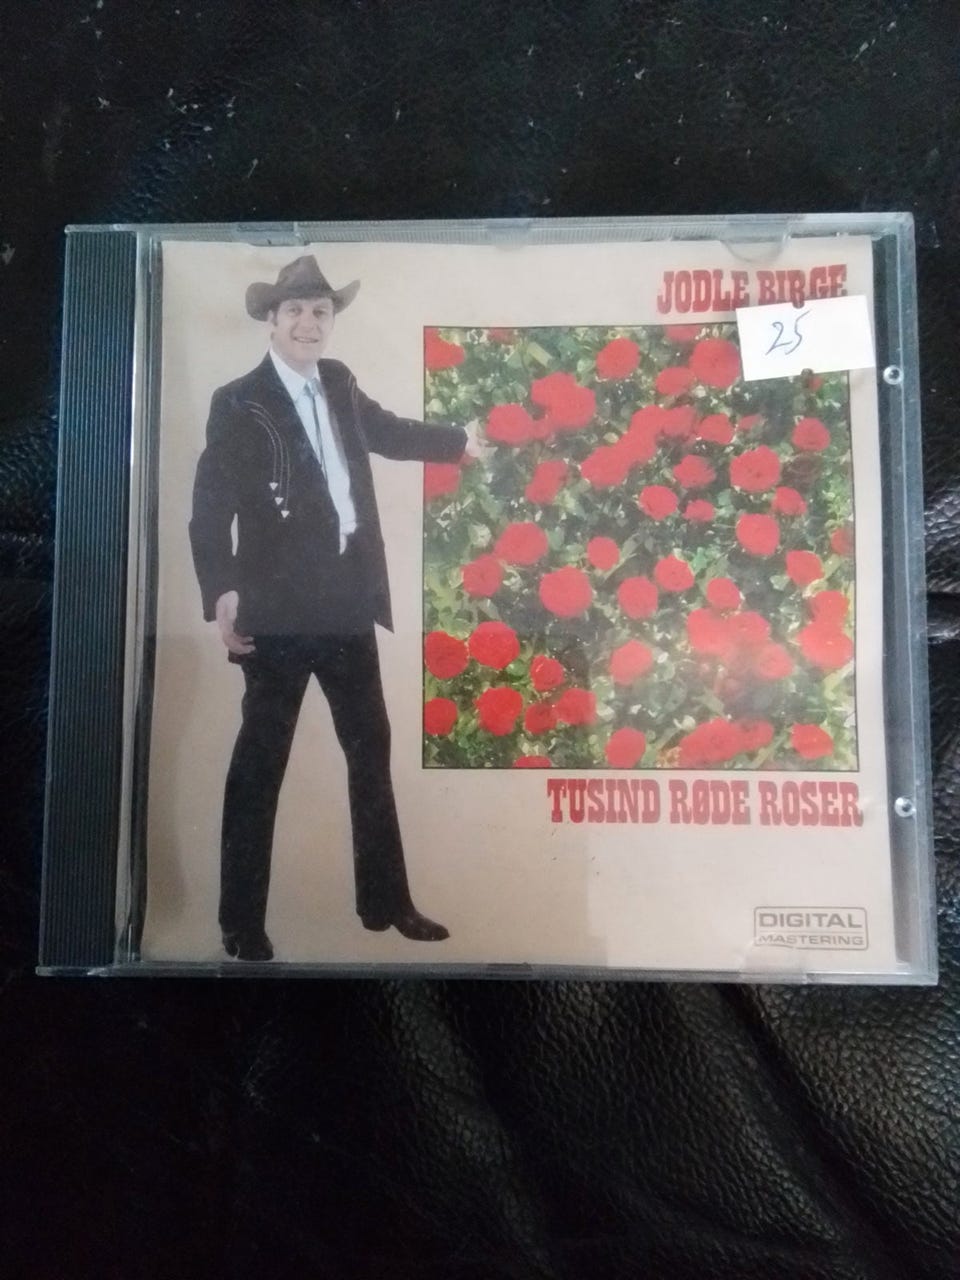 JODLE BIRGE
25
TUSIND RØDE ROSER
DIGITAL
MASTERING